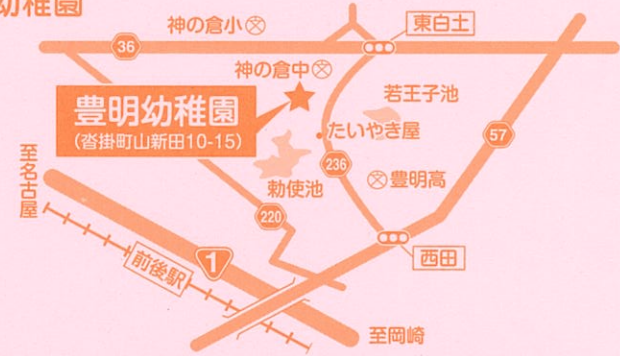 幼稚園
神の倉小
東白土
36
神の倉中
若王子池
豊明幼稚園
(沓掛町山新田10-15)
たいやき屋
57
236
豊明高
勅使池
至名古屋
220
西田
1
前後駅
至岡崎